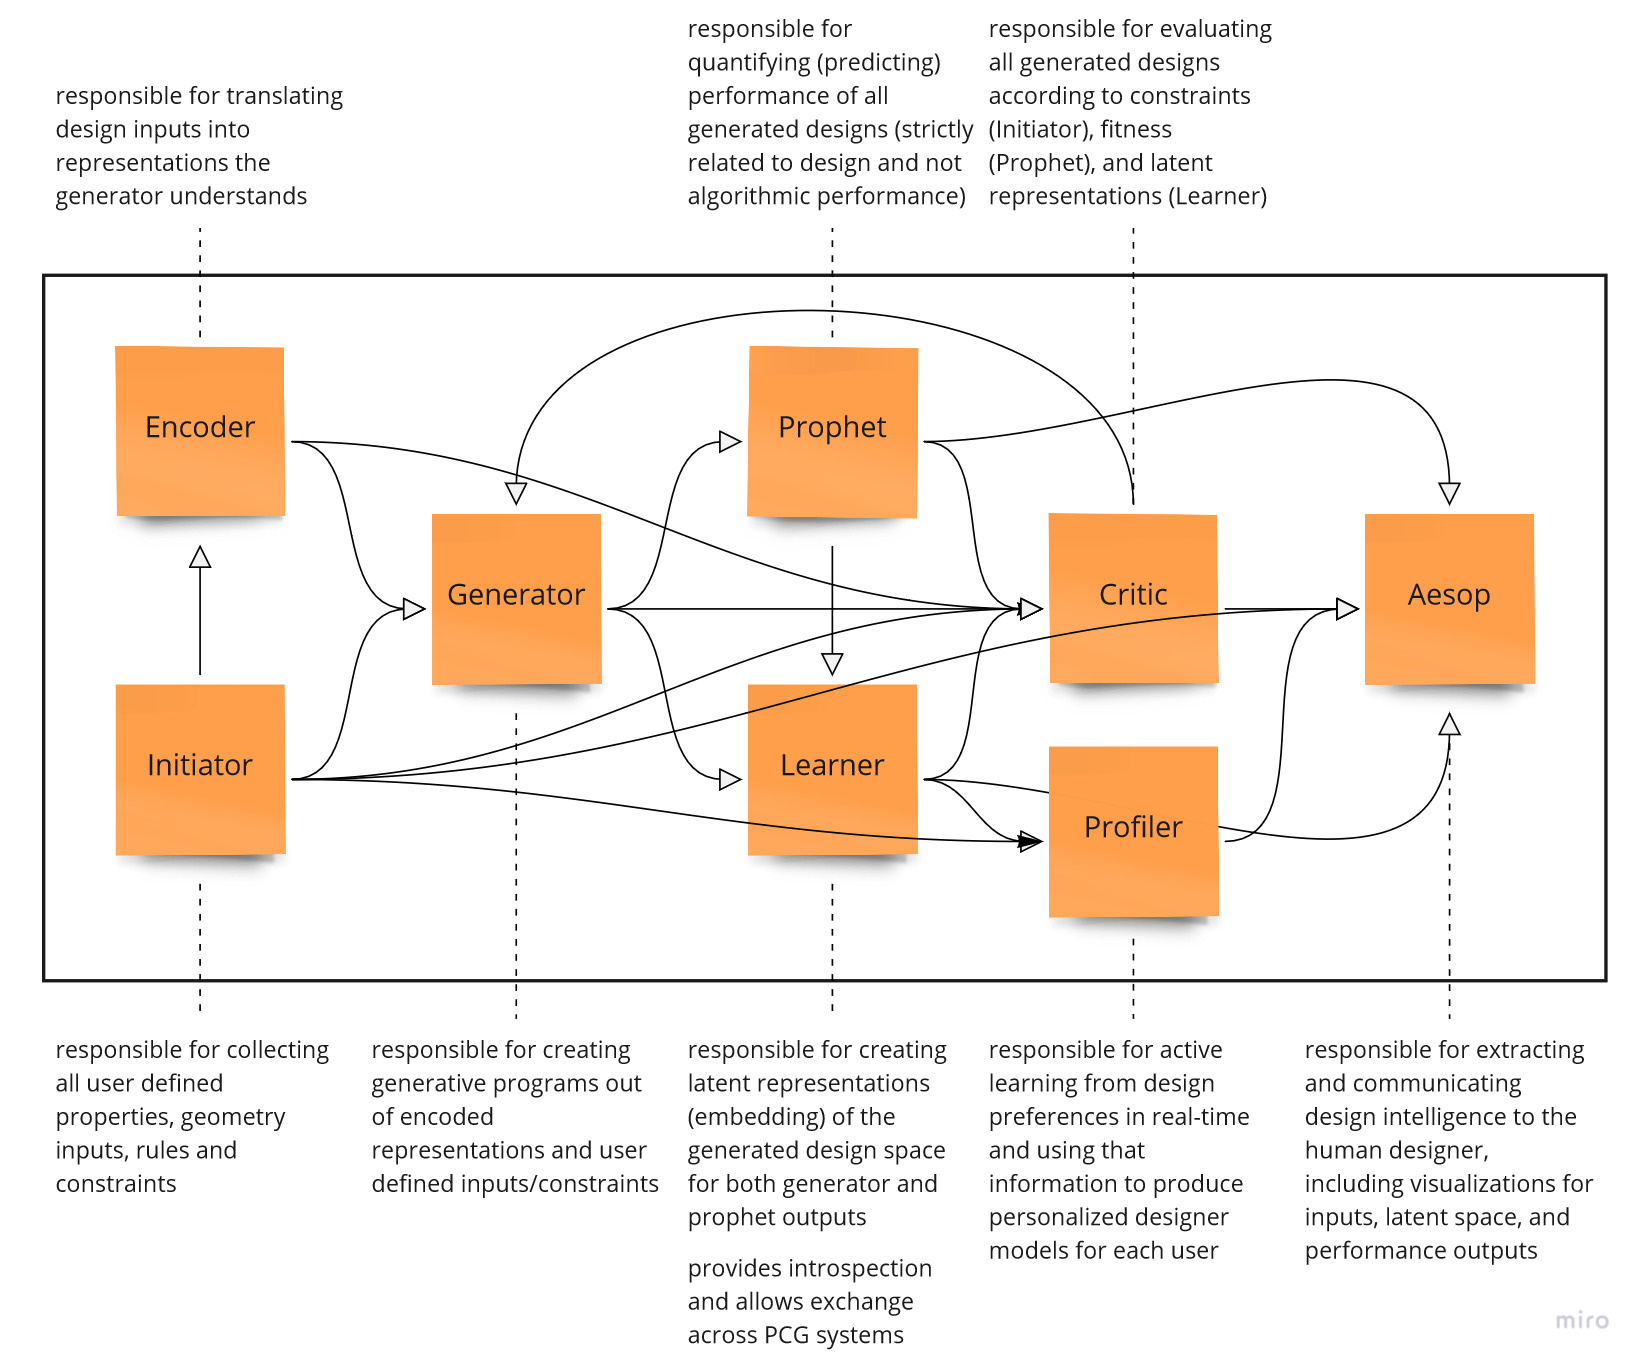 responsible for translating
design inputs into
representations the
generator understands
responsible for
quantifying (predicting)
performance of all
generated designs (strictly
related to design and not
algorithmic performance)
responsible for evaluating
all generated designs
according to constraints
(Initiator), fitness
(Prophet), and latent
representations (Learner)
Encoder
Prophet
Generator
Critic
Aesop
Initiator
Learner
Profiler
responsible for collecting
all user defined
properties, geometry
inputs, rules and
constraints
responsible for creating
generative programs out
of encoded
representations and user
defined inputs/constraints
responsible for creating
latent representations
(embedding) of the
generated design space
for both generator and
prophet outputs
provides introspection
and allows exchange
across PCG systems
responsible for active
learning from design
preferences in real-time
and using that
information to produce
personalized designer
models for each user
responsible for extracting
and communicating
design intelligence to the
human designer,
including visualizations for
inputs, latent space, and
performance outputs
miro